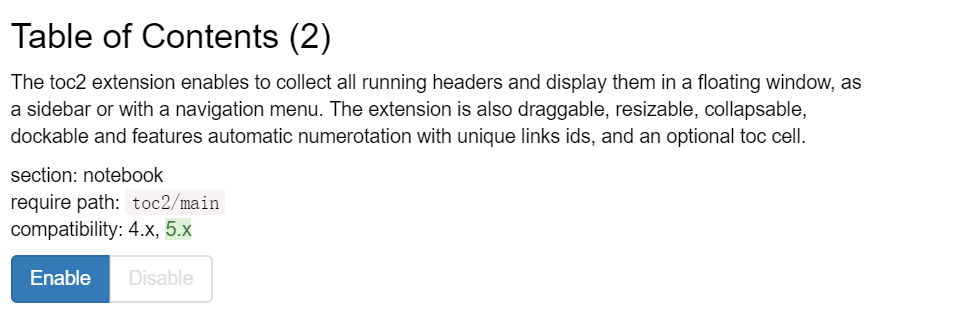 Table of Contents (2)
The toc2 extension enables to collect all running headers and display them in a floating window, as
a sidebar or with a navigation menu. The extension is also draggable, resizable, collapsable,
dockable and features automatic numerotation with unique links ids, and an optional toc cell.
section: notebook
require path: toc2/main
compatibility: 4.x, 5.x
Enable Disable